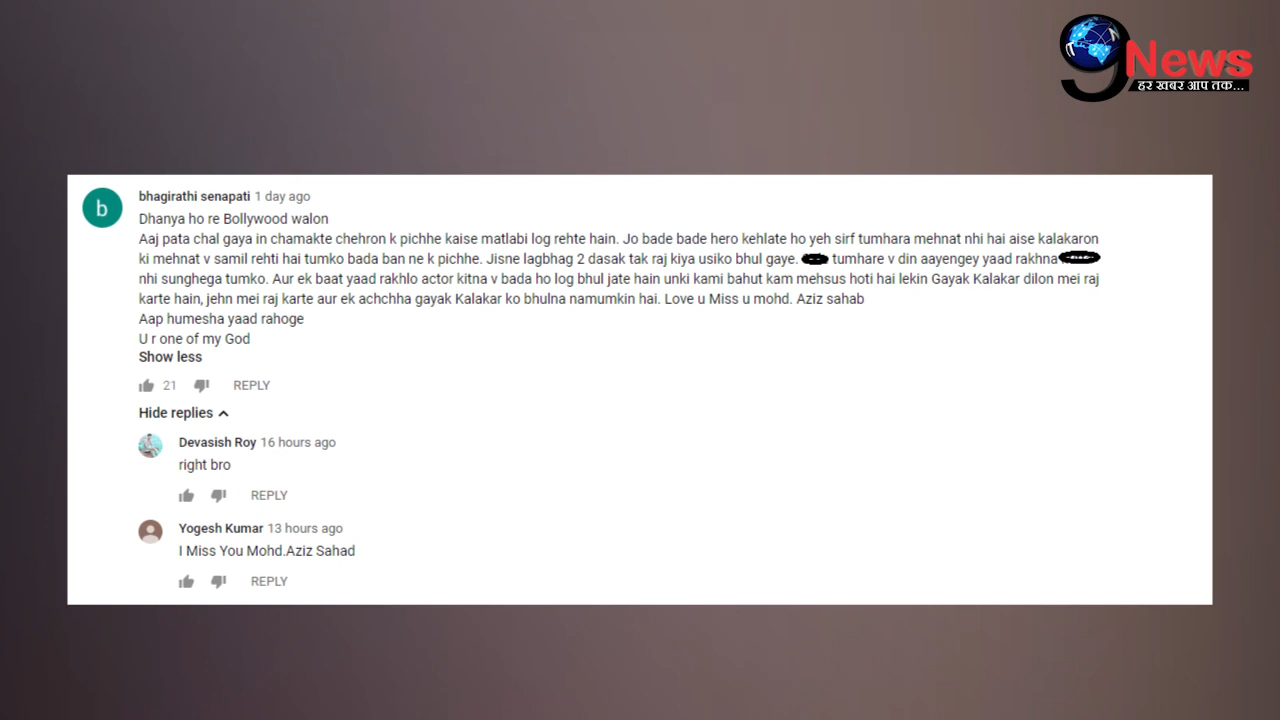 9 News
हर खबर आप तक...
bhagirathi senapati 1 day ago
Dhanya ho re Bollywood walon
Aaj pata chal gaya in chamakte chehron k pichhe kaise matlabi log rehte hain. Jo bade bade hero kehlate ho yeh sirf tumhara mehnat nhi hai aise kalakaron
ki mehnat v samil rehti hai tumko bada ban ne k pichhe. Jisne lagbhag 2 dasak tak raj kiya usiko bhul gaye. tumhare v din aayengey yaad rakhna
nhi sunghega tumko. Aur ek baat yaad rakhlo actor kitna v bada ho log bhul jate hain unki kami bahut kam mehsus hoti hai lekin Gayak Kalakar dilon mei raj
karte hain, jehn mei raj karte aur ek achchha gayak Kalakar ko bhulna namumkin hai. Love u Miss u mohd. Aziz sahab
Aap humesha yaad rahoge
U r one of my God
Show less
21 REPLY
Hide replies
b
Devasish Roy 16 hours ago
right bro
REPLY
Yogesh Kumar 13 hours ago
I Miss You Mohd.Aziz Sahad
REPLY